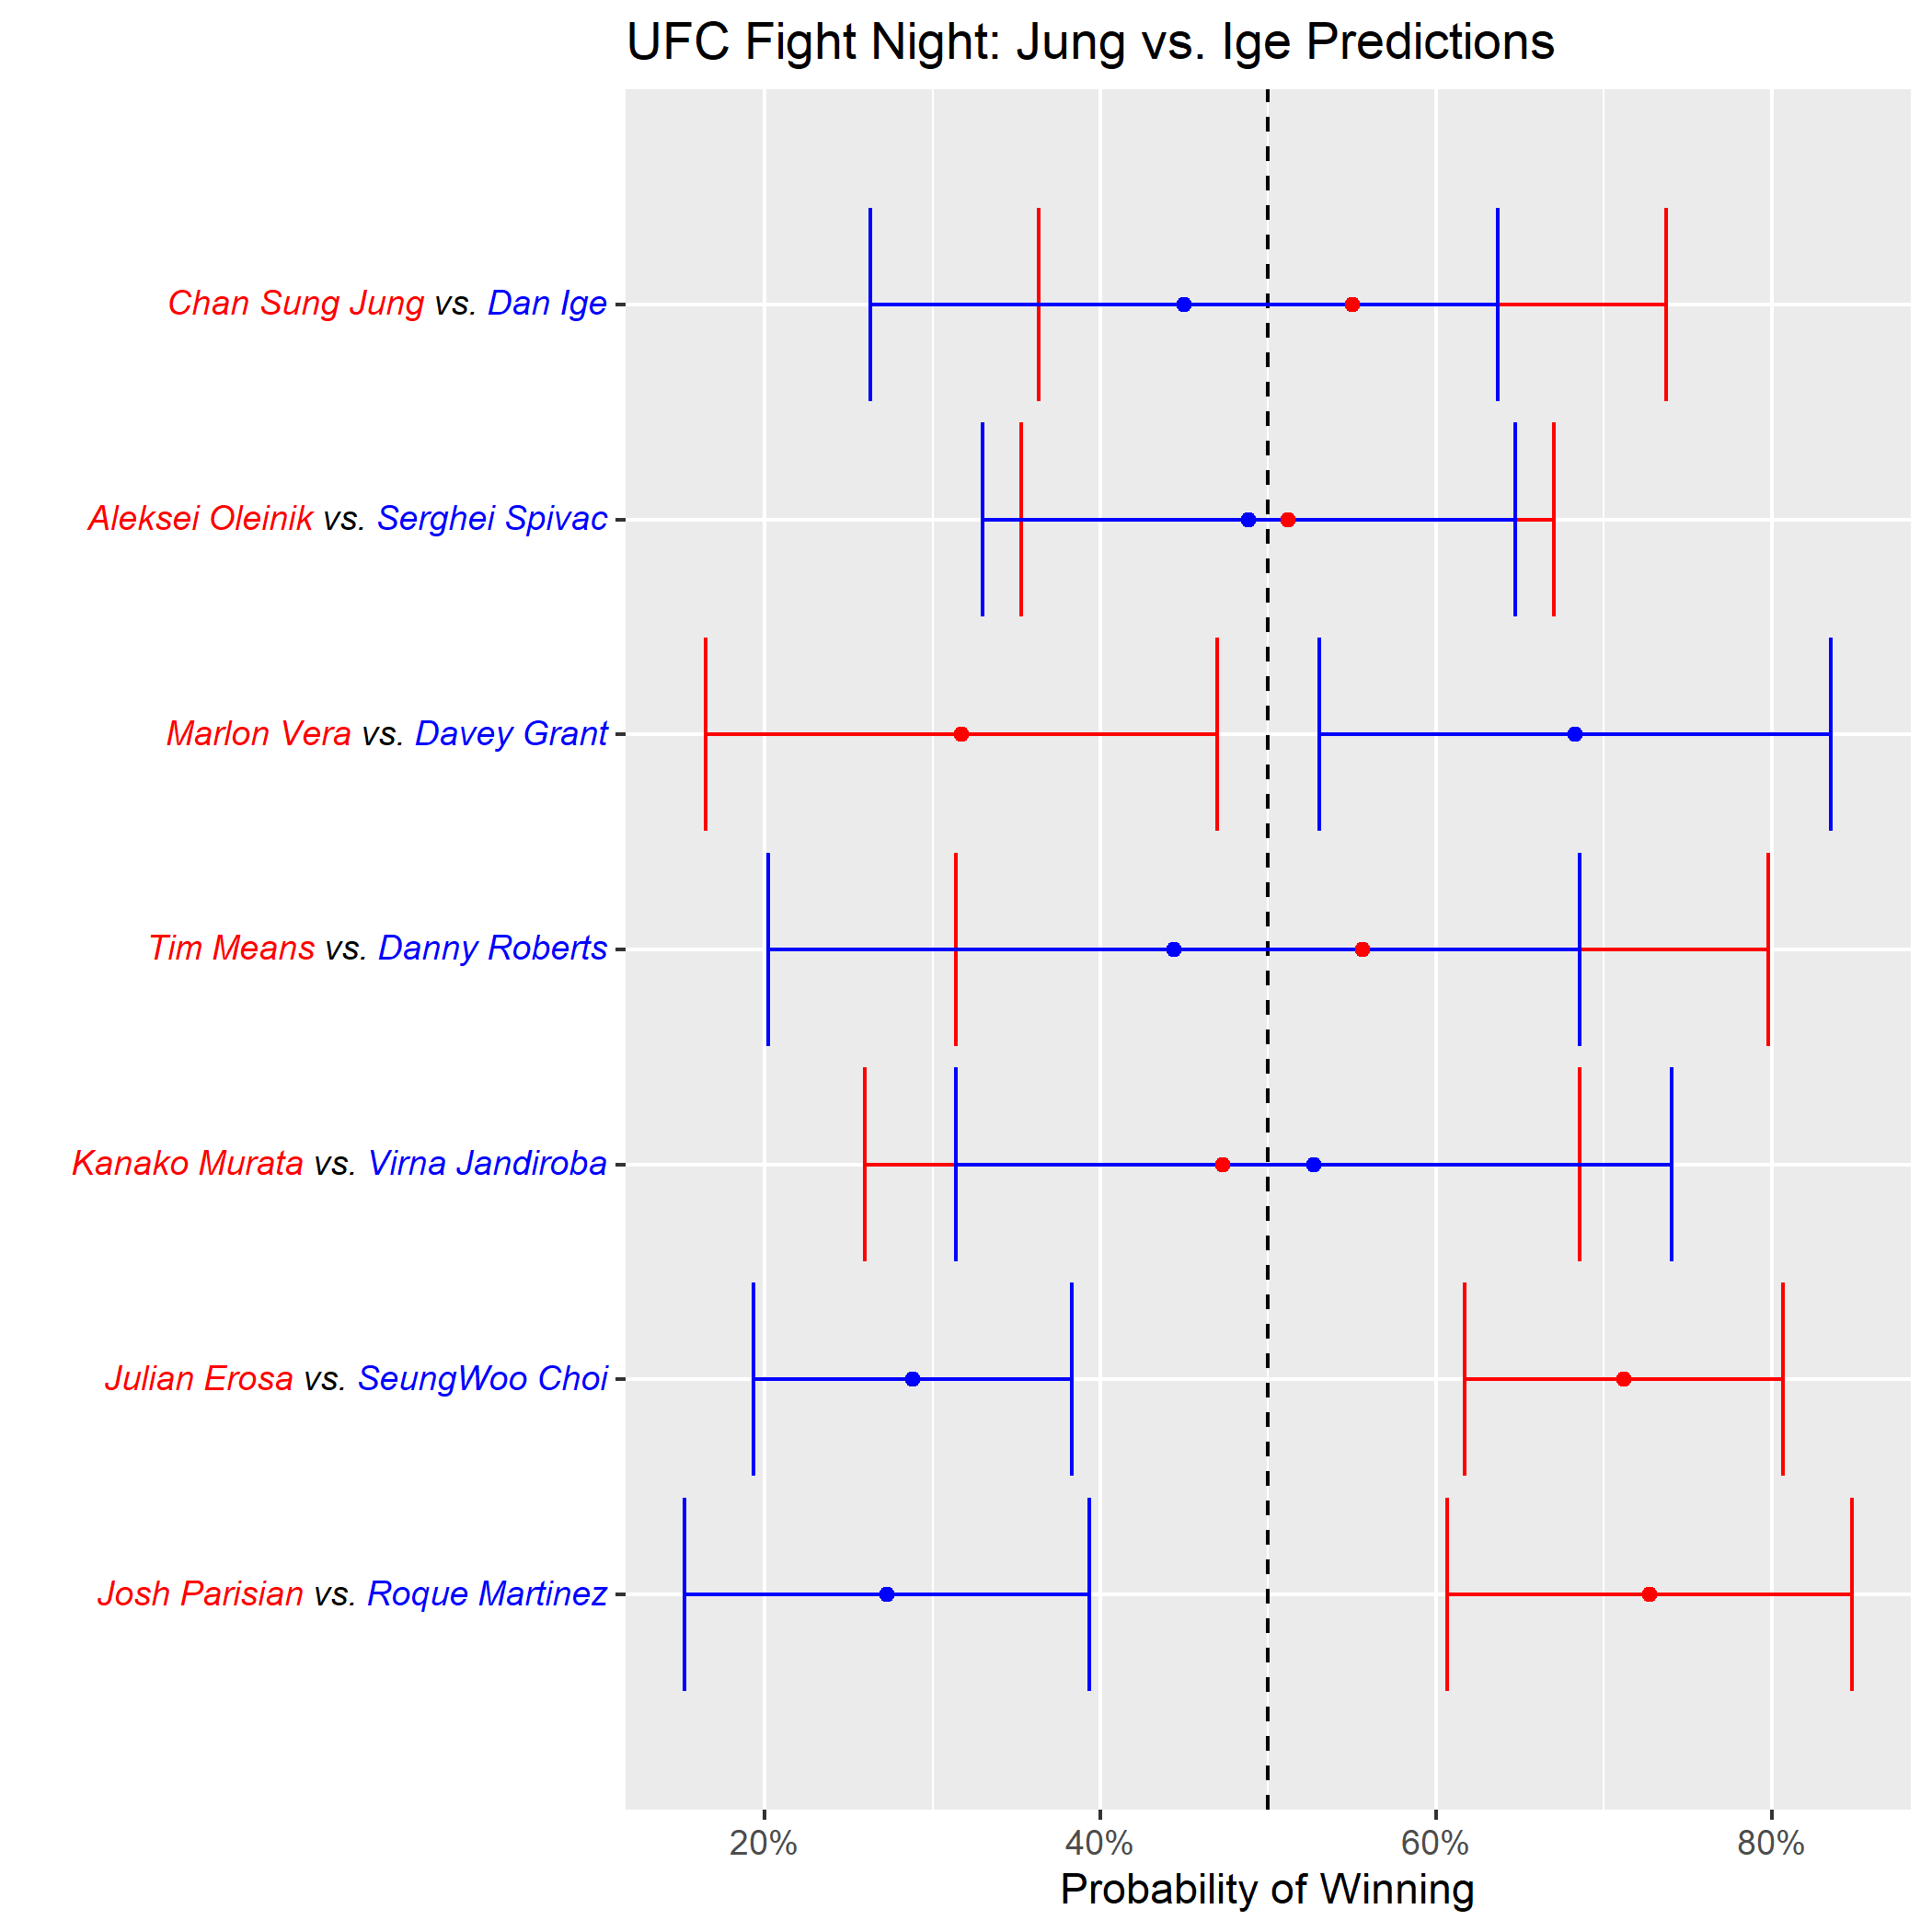 UFC Fight Night: Jung vs. Ige Predictions
Chan Sung Jung vs. Dan Ige
Aleksei Oleinik vs. Serghei Spivac
Marlon Vera vs. Davey Grant
Tim Means vs. Danny Roberts
Kanako Murata vs. Virna Jandiroba
Julian Erosa vs. SeungWoo Choi
Josh Parisian vs. Roque Martinez
20% 40% 60% 80%
Probability of Winning